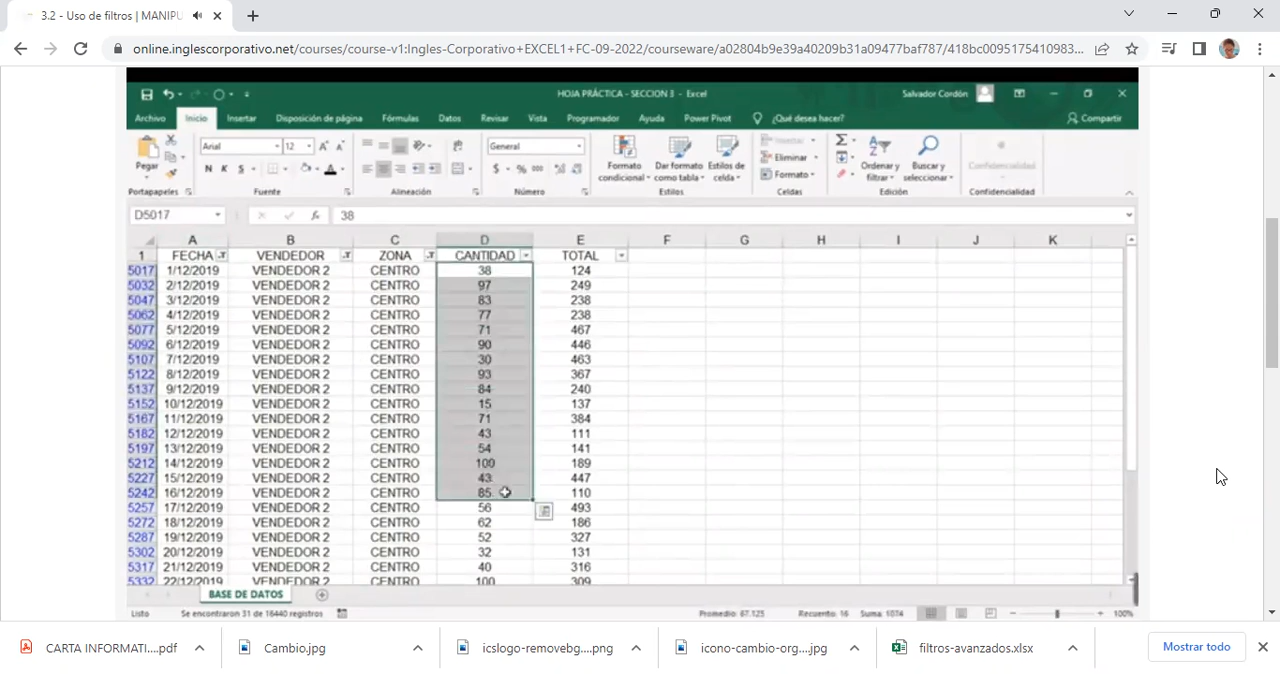 3.2 - Uso de filtros | MANIPU
online.inglescorporativo.net/courses/course-v1:Ingles-Corporativo+EXCEL1+FC-09-2022/courseware/a02804b9e39a40209b31a09477baf787/418bc0095175410983...
HOJA PRÁCTICA - SECCION 3 - Excel
Salvador Cordón
Archivo Inicio Insertar Disposición de página Fórmulas Datos Revisar Vista Programador Ayuda Power Pivot ¿Qué desea hacer? Compartir
Pegar
Arial 12
N K S
General
$ % 000
Formato condicional
Dar formato como tabla
Estilos de celda
Insertar
Eliminar
Formato
Ordenar y filtrar
Buscar y seleccionar
Confidencialidad
Portapapeles Fuente Alineación Número Estilos Celdas Edición Confidencialidad
D5017 fx 38
A B C D E F G H I J K
1 FECHA VENDEDOR ZONA CANTIDAD TOTAL
5017 1/12/2019 VENDEDOR 2 CENTRO 38 124
5032 2/12/2019 VENDEDOR 2 CENTRO 97 249
5047 3/12/2019 VENDEDOR 2 CENTRO 83 238
5062 4/12/2019 VENDEDOR 2 CENTRO 77 238
5077 5/12/2019 VENDEDOR 2 CENTRO 71 467
5092 6/12/2019 VENDEDOR 2 CENTRO 90 446
5107 7/12/2019 VENDEDOR 2 CENTRO 30 463
5122 8/12/2019 VENDEDOR 2 CENTRO 93 367
5137 9/12/2019 VENDEDOR 2 CENTRO 84 240
5152 10/12/2019 VENDEDOR 2 CENTRO 15 137
5167 11/12/2019 VENDEDOR 2 CENTRO 71 384
5182 12/12/2019 VENDEDOR 2 CENTRO 43 111
5197 13/12/2019 VENDEDOR 2 CENTRO 54 141
5212 14/12/2019 VENDEDOR 2 CENTRO 100 189
5227 15/12/2019 VENDEDOR 2 CENTRO 43 447
5242 16/12/2019 VENDEDOR 2 CENTRO 85 110
5257 17/12/2019 VENDEDOR 2 CENTRO 56 493
5272 18/12/2019 VENDEDOR 2 CENTRO 62 186
5287 19/12/2019 VENDEDOR 2 CENTRO 52 327
5302 20/12/2019 VENDEDOR 2 CENTRO 32 131
5317 21/12/2019 VENDEDOR 2 CENTRO 40 316
5332 22/12/2019 VENDEDOR 2 CENTRO 100 309
BASE DE DATOS
Listo Se encontraron 31 de 16440 registros Promedio: 67.125 Recuento: 16 Suma: 1074 100%
CARTA INFORMATI....pdf Cambio.jpg icslogo-removebg....png icono-cambio-org....jpg filtros-avanzados.xlsx Mostrar todo